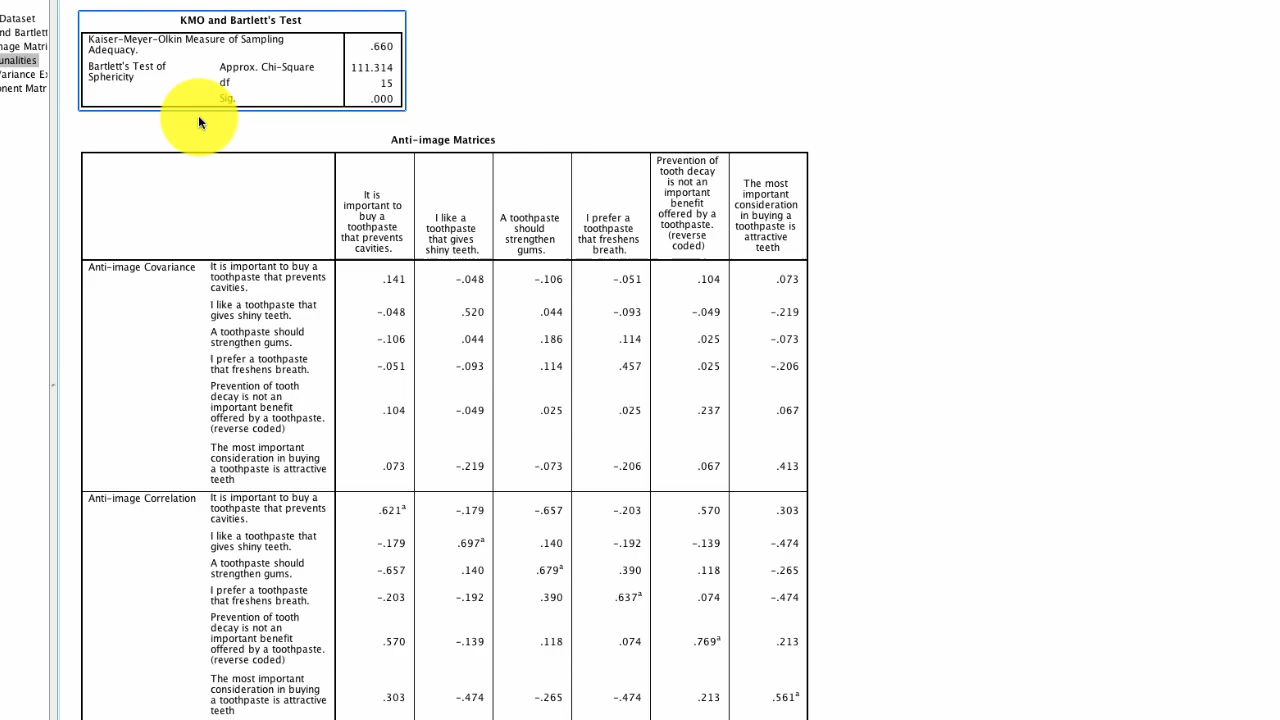 Dataset
nd Bartlett
nage Matri
unalities
Variance Ex
onent Matr
KMO and Bartlett's Test
Kaiser-Meyer-Olkin Measure of Sampling
Adequacy. .660
Bartlett's Test of Approx. Chi-Square 111.314
Sphericity
df 15
Sig. .000
Anti-image Matrices
It is
important to
buy a
toothpaste
that prevents
cavities.
I like a
toothpaste
that gives
shiny teeth.
A toothpaste
should
strengthen
gums.
I prefer a
toothpaste
that freshens
breath.
Prevention of
tooth decay
is not an
important
benefit
offered by a
toothpaste.
(reverse
coded)
The most
important
consideration
in buying a
toothpaste is
attractive
teeth
Anti-image Covariance
It is important to buy a
toothpaste that prevents
cavities.
.141 -.048 -.106 -.051 .104 .073
I like a toothpaste that
gives shiny teeth.
-.048 .520 .044 -.093 -.049 -.219
A toothpaste should
strengthen gums.
-.106 .044 .186 .114 .025 -.073
I prefer a toothpaste
that freshens breath.
-.051 -.093 .114 .457 .025 -.206
Prevention of tooth
decay is not an
important benefit
offered by a toothpaste.
(reverse coded)
.104 -.049 .025 .025 .237 .067
The most important
consideration in buying
a toothpaste is attractive
teeth
.073 -.219 -.073 -.206 .067 .413
Anti-image Correlation
It is important to buy a
toothpaste that prevents
cavities.
.621a -.179 -.657 -.203 .570 .303
I like a toothpaste that
gives shiny teeth.
-.179 .697a .140 -.192 -.139 -.474
A toothpaste should
strengthen gums.
-.657 .140 .679a .390 .118 -.265
I prefer a toothpaste
that freshens breath.
-.203 -.192 .390 .637a .074 -.474
Prevention of tooth
decay is not an
important benefit
offered by a toothpaste.
(reverse coded)
.570 -.139 .118 .074 .769a .213
The most important
consideration in buying
a toothpaste is attractive
teeth
.303 -.474 -.265 -.474 .213 .561a